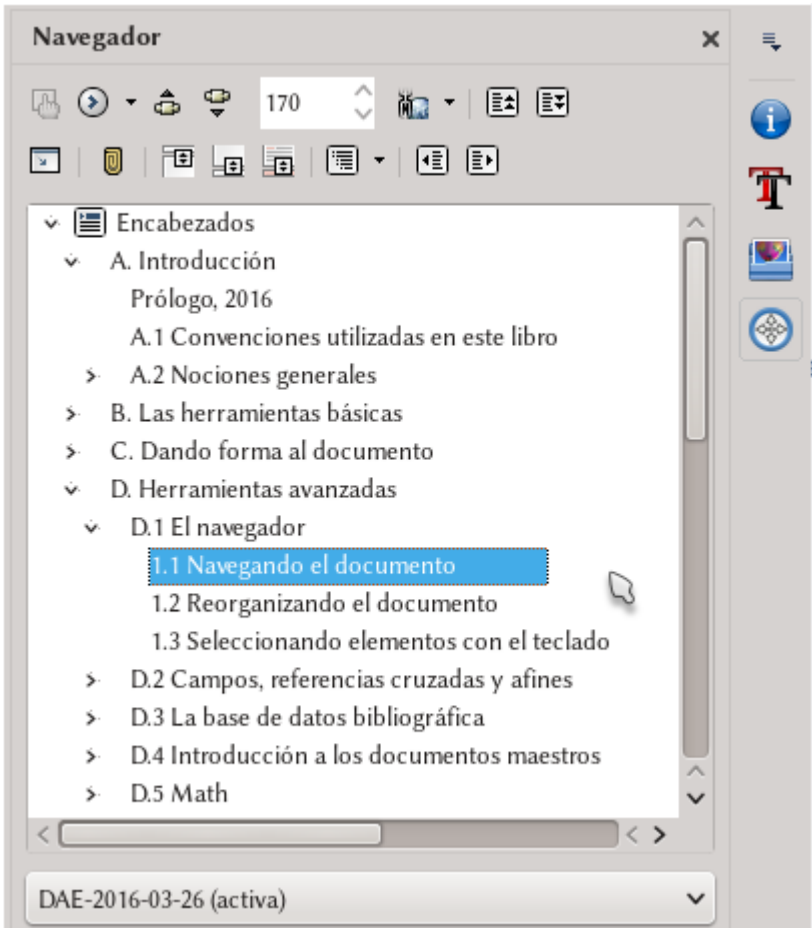 Navegador
170
Encabezados
A. Introducción
Prólogo, 2016
A.1 Convenciones utilizadas en este libro
A.2 Nociones generales
B. Las herramientas básicas
C. Dando forma al documento
D. Herramientas avanzadas
D.1 El navegador
1.1 Navegando el documento
1.2 Reorganizando el documento
1.3 Seleccionando elementos con el teclado
D.2 Campos, referencias cruzadas y afines
D.3 La base de datos bibliográfica
D.4 Introducción a los documentos maestros
D.5 Math
DAE-2016-03-26 (activa)